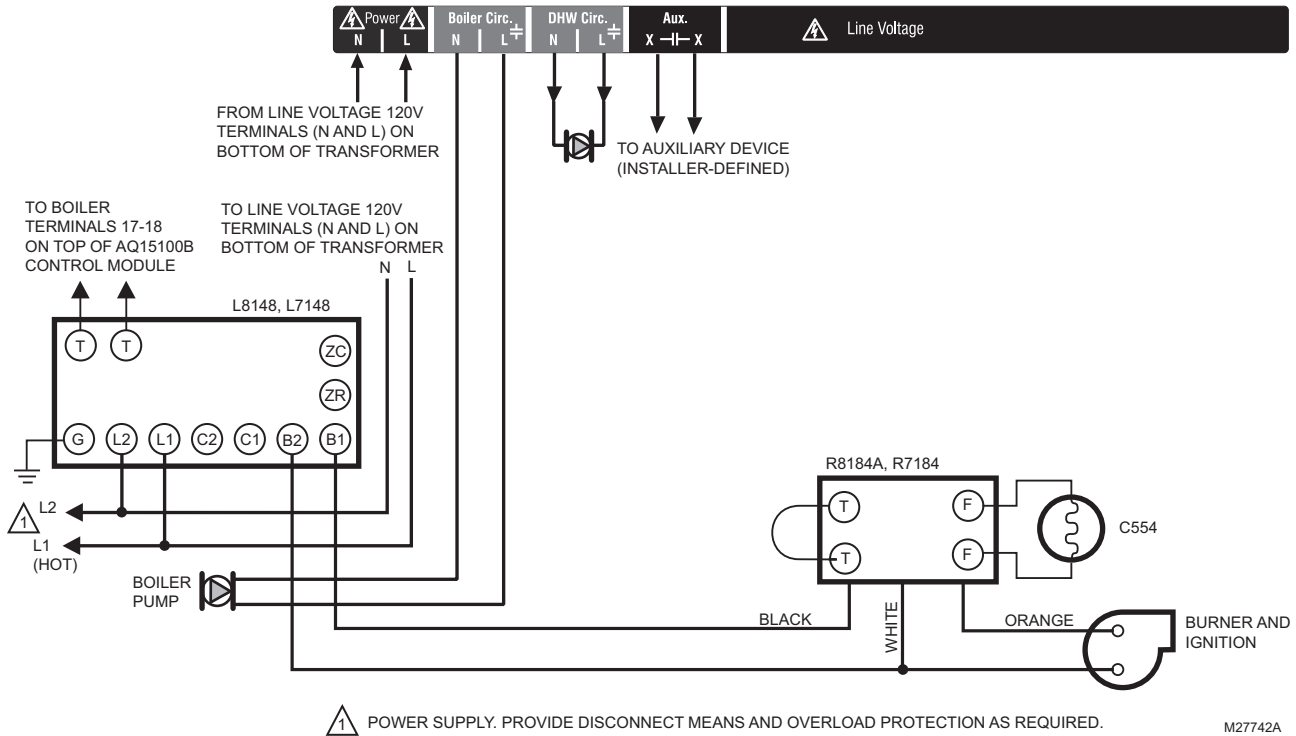 Power Boiler Circ. DHW Circ. Aux. Line Voltage
N L N L N L X X
FROM LINE VOLTAGE 120V
TERMINALS (N AND L) ON
BOTTOM OF TRANSFORMER
TO AUXILIARY DEVICE
(INSTALLER-DEFINED)
TO BOILER
TERMINALS 17-18
ON TOP OF AQ15100B
CONTROL MODULE
TO LINE VOLTAGE 120V
TERMINALS (N AND L) ON
BOTTOM OF TRANSFORMER
N L
L8148, L7148
T T ZC
ZR
G L2 L1 C2 C1 B2 B1
1 L2
L1
(HOT)
BOILER
PUMP
R8184A, R7184
T F
T F
C554
BLACK
WHITE
ORANGE
BURNER AND
IGNITION
1 POWER SUPPLY. PROVIDE DISCONNECT MEANS AND OVERLOAD PROTECTION AS REQUIRED.
M27742A